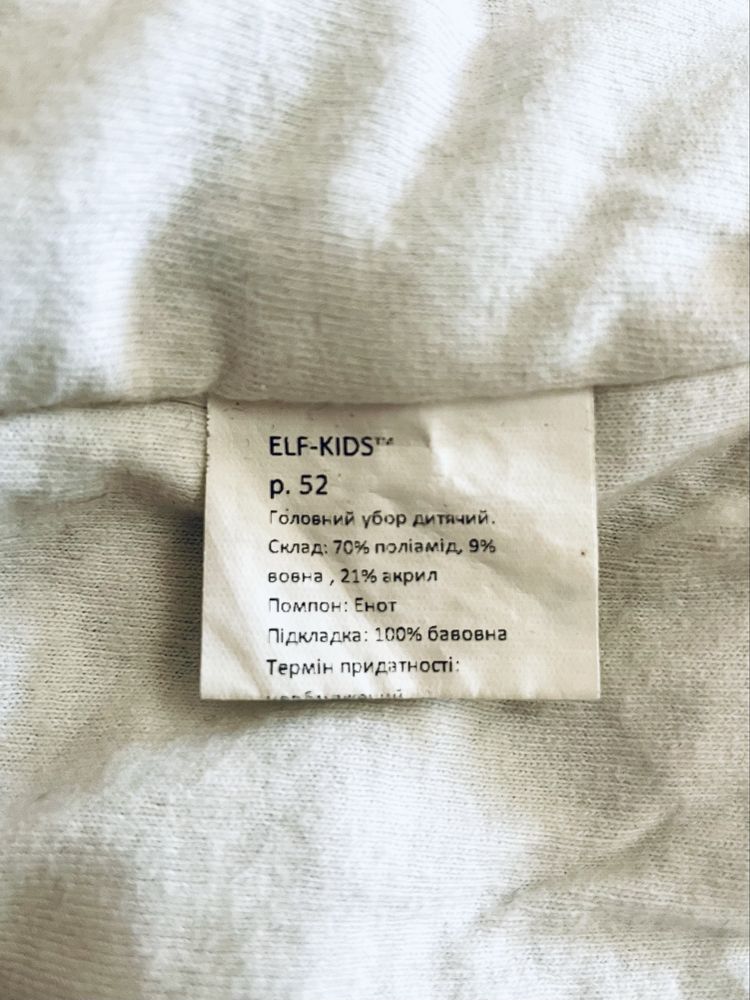 ELF-KIDS™
р. 52
Головний убор дитячий.
Склад: 70% поліамід, 9%
вовна , 21% акрил
Помпон: Енот
Підкладка: 100% бавовна
Термін придатності: